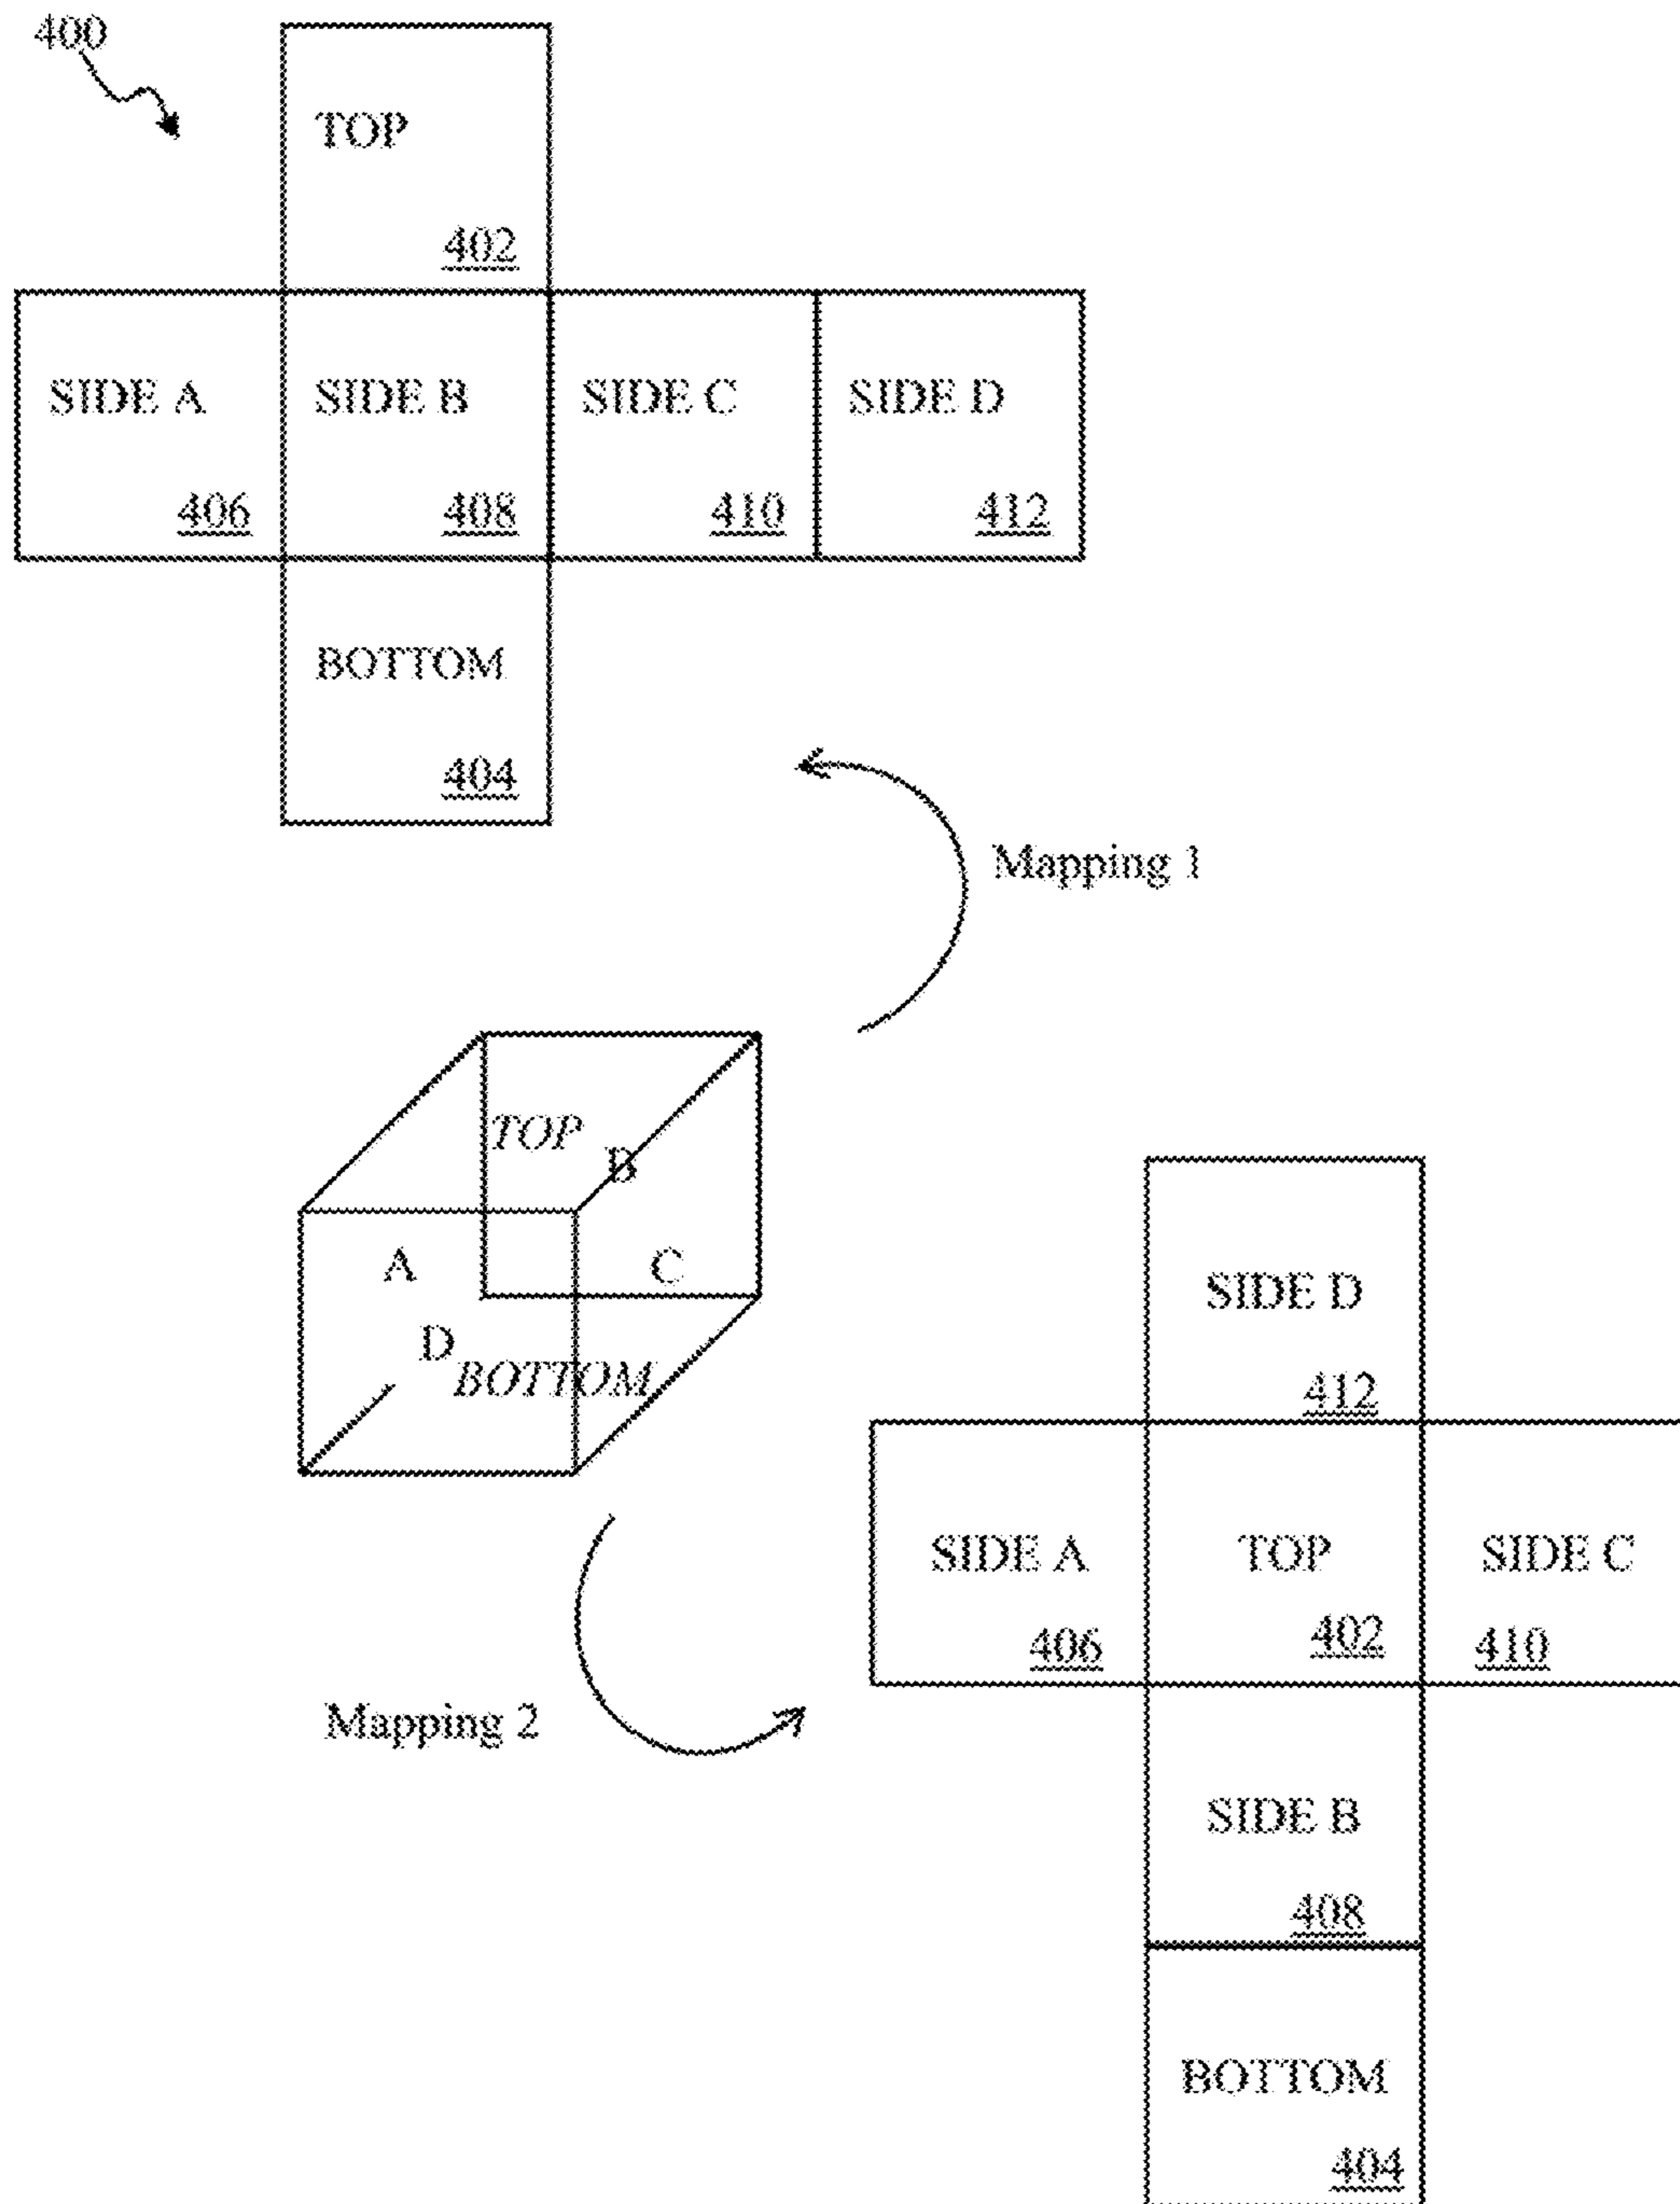 400
TOP
402
SIDE A
SIDE B
SIDE C
SIDE D
406
408
410
412
BOTTOM
404
Mapping 1
TOP
B
A
C
D
BOTTOM
SIDE D
412
SIDE A
TOP
SIDE C
406
402
410
Mapping 2
SIDE B
408
BOTTOM
404